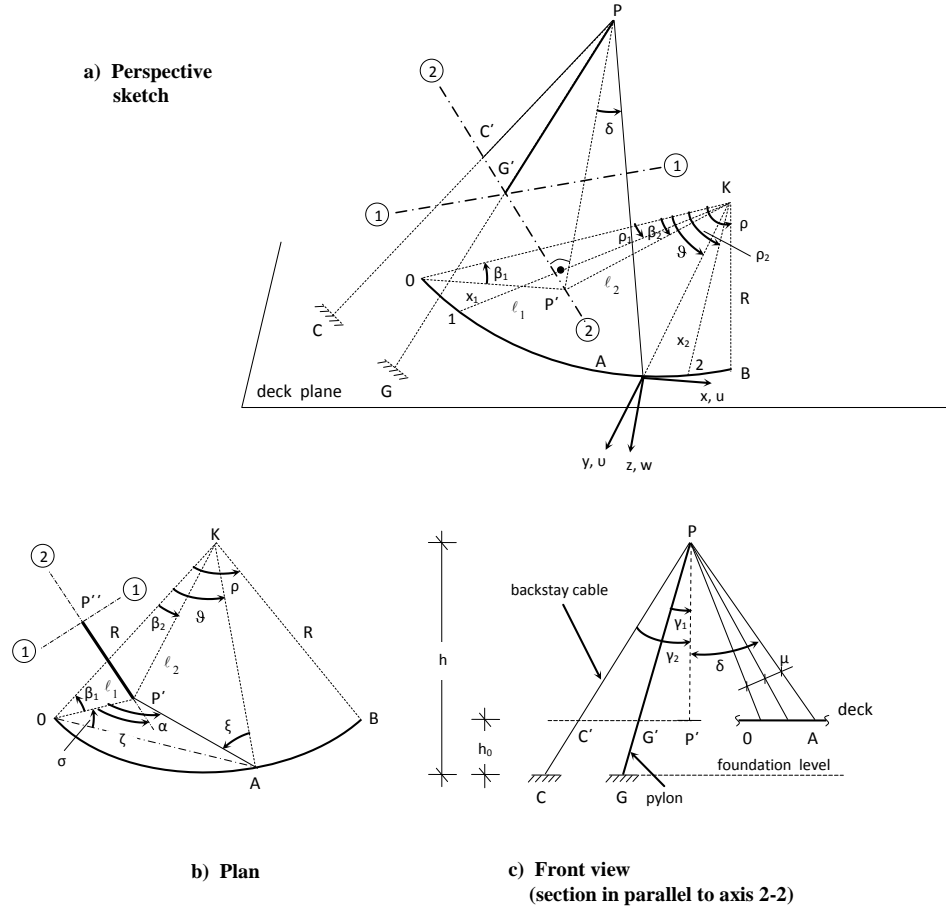 a) Perspective
sketch
P
2
C′
δ
G′
1
K
1
ρ
ρ1
β2
ϑ
ρ2
0
β1
x1
1
ℓ1
P′
ℓ2
R
C
2
x2
A
2
B
G
deck plane
x, u
y, υ
z, w
K
2
ρ
P′′
1
β2
ϑ
1
R
R
ℓ2
β1
ℓ1
P′
0
α
ξ
B
ζ
σ
A
b) Plan
P
backstay cable
γ1
γ2
δ
μ
h
deck
C′
G′
P′
0
A
h0
foundation level
C
G
pylon
c) Front view
(section in parallel to axis 2-2)